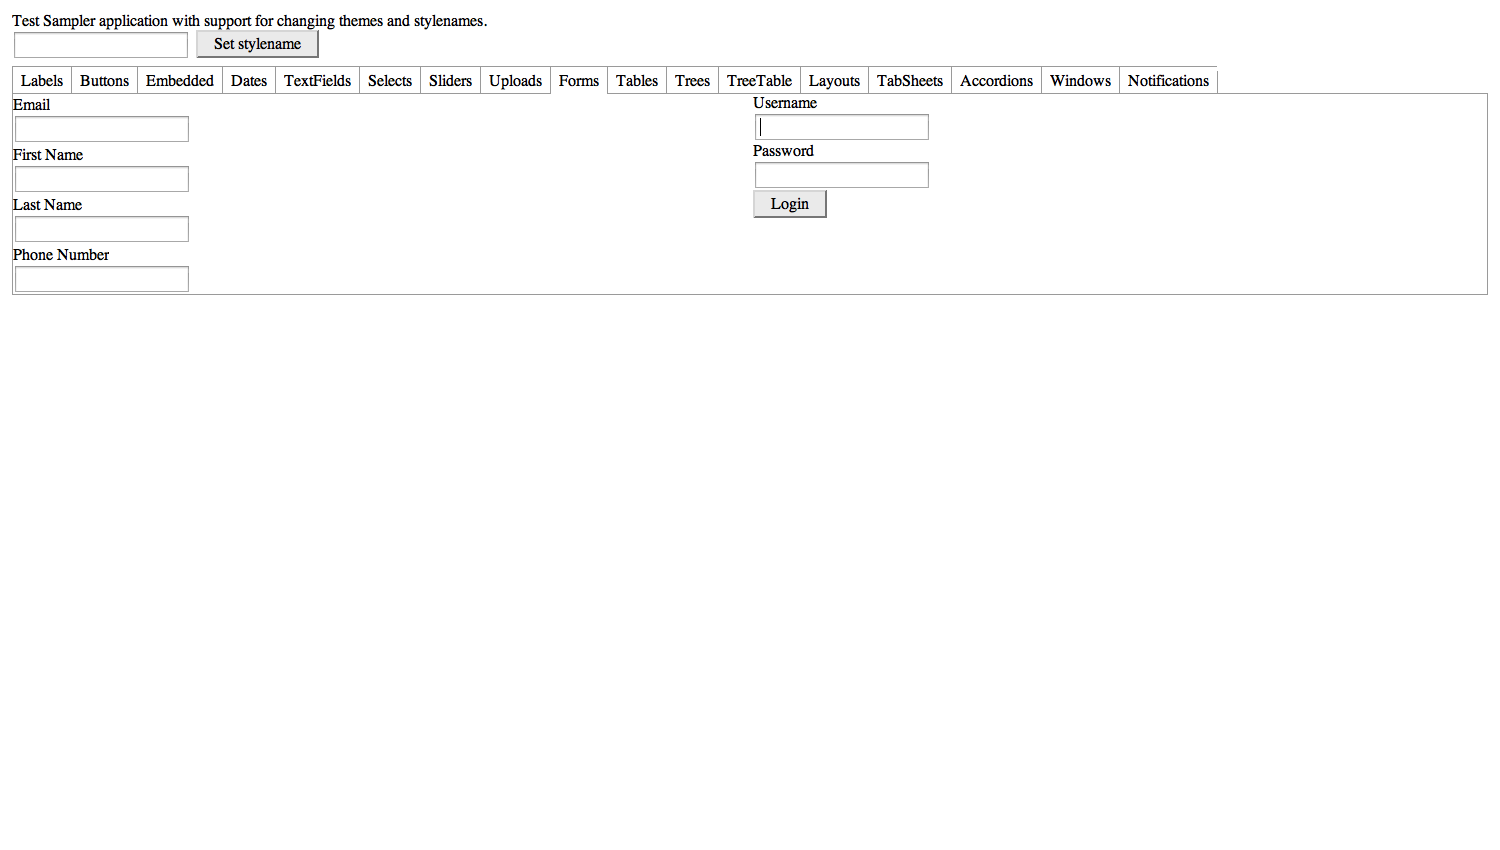 Test Sampler application with support for changing themes and stylenames.
Set stylename
Labels Buttons Embedded Dates TextFields Selects Sliders Uploads Forms Tables Trees TreeTable Layouts TabSheets Accordions Windows Notifications
Email
First Name
Last Name
Phone Number
Username
Password
Login